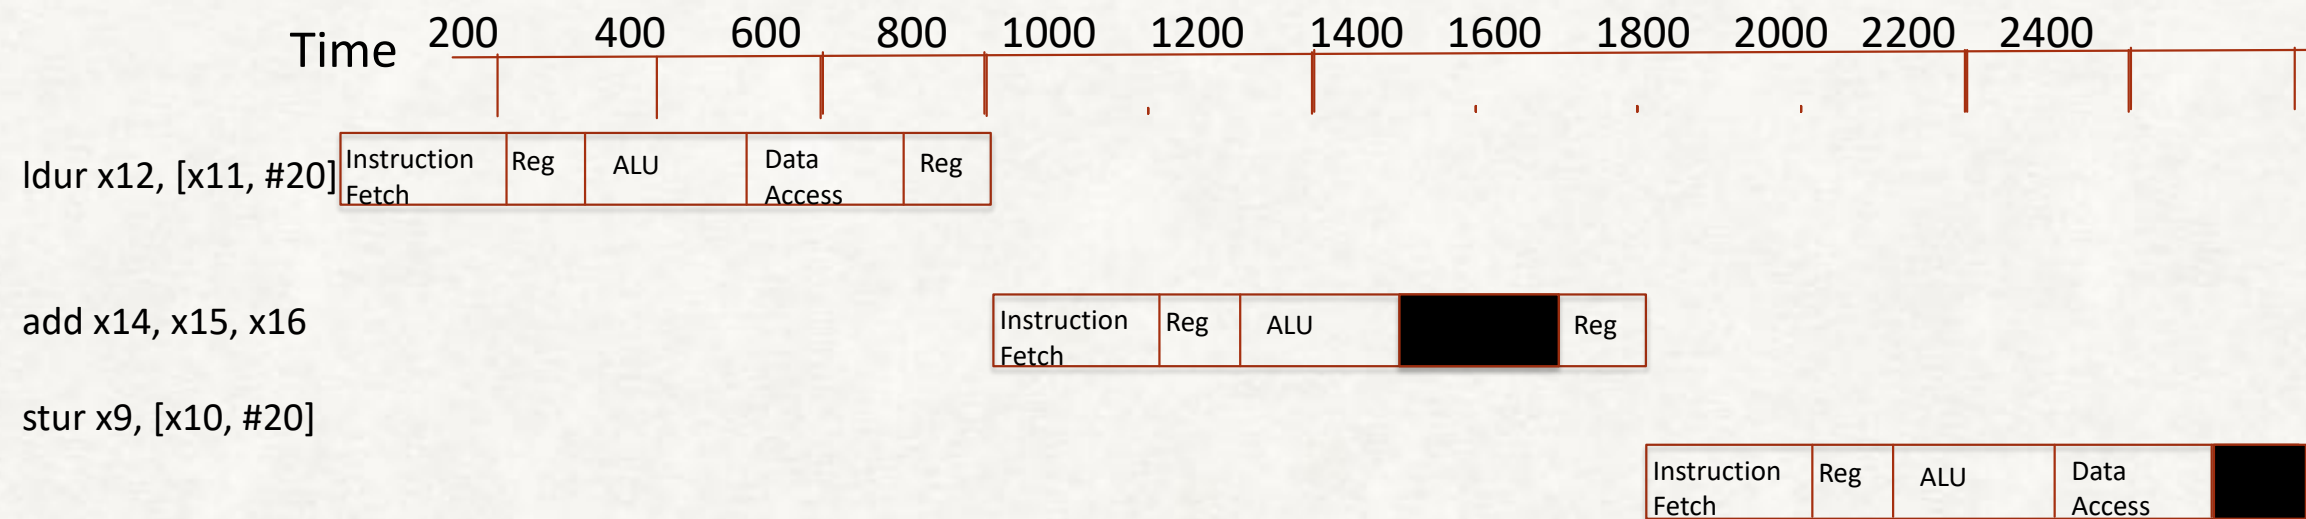 Time 200 400 600 800 1000 1200 1400 1600 1800 2000 2200 2400
ldur x12, [x11, #20] Instruction Reg ALU Data Reg
Fetch Access
add x14, x15, x16 Instruction Reg ALU Reg
Fetch
stur x9, [x10, #20]
Instruction Reg ALU Data
Fetch Access